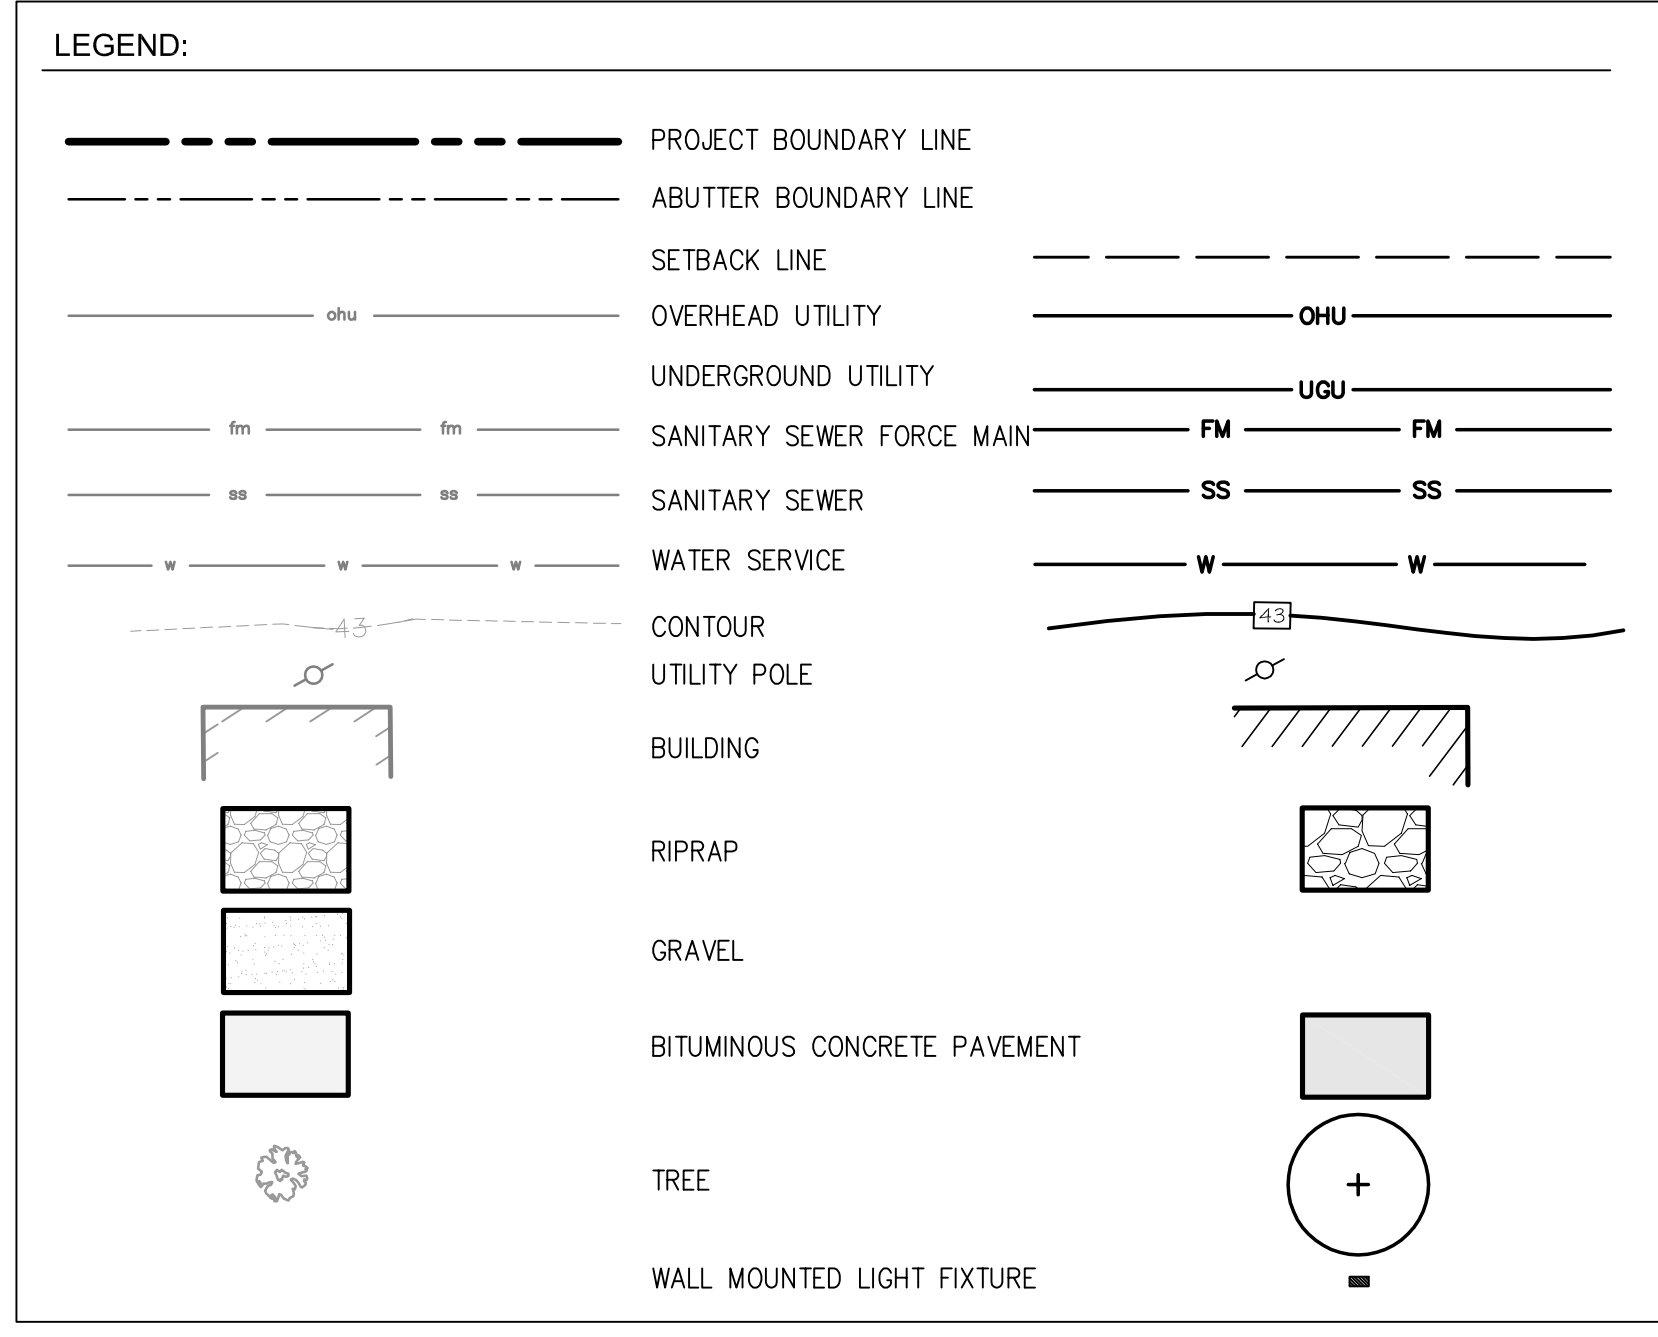 LEGEND:
PROJECT BOUNDARY LINE
ABUTTER BOUNDARY LINE
SETBACK LINE
ohu OVERHEAD UTILITY OHU
UNDERGROUND UTILITY UGU
fm fm SANITARY SEWER FORCE MAIN FM FM
ss ss SANITARY SEWER SS SS
w w w WATER SERVICE W W
43 CONTOUR 43
UTILITY POLE
BUILDING
RIPRAP
GRAVEL
BITUMINOUS CONCRETE PAVEMENT
TREE
WALL MOUNTED LIGHT FIXTURE